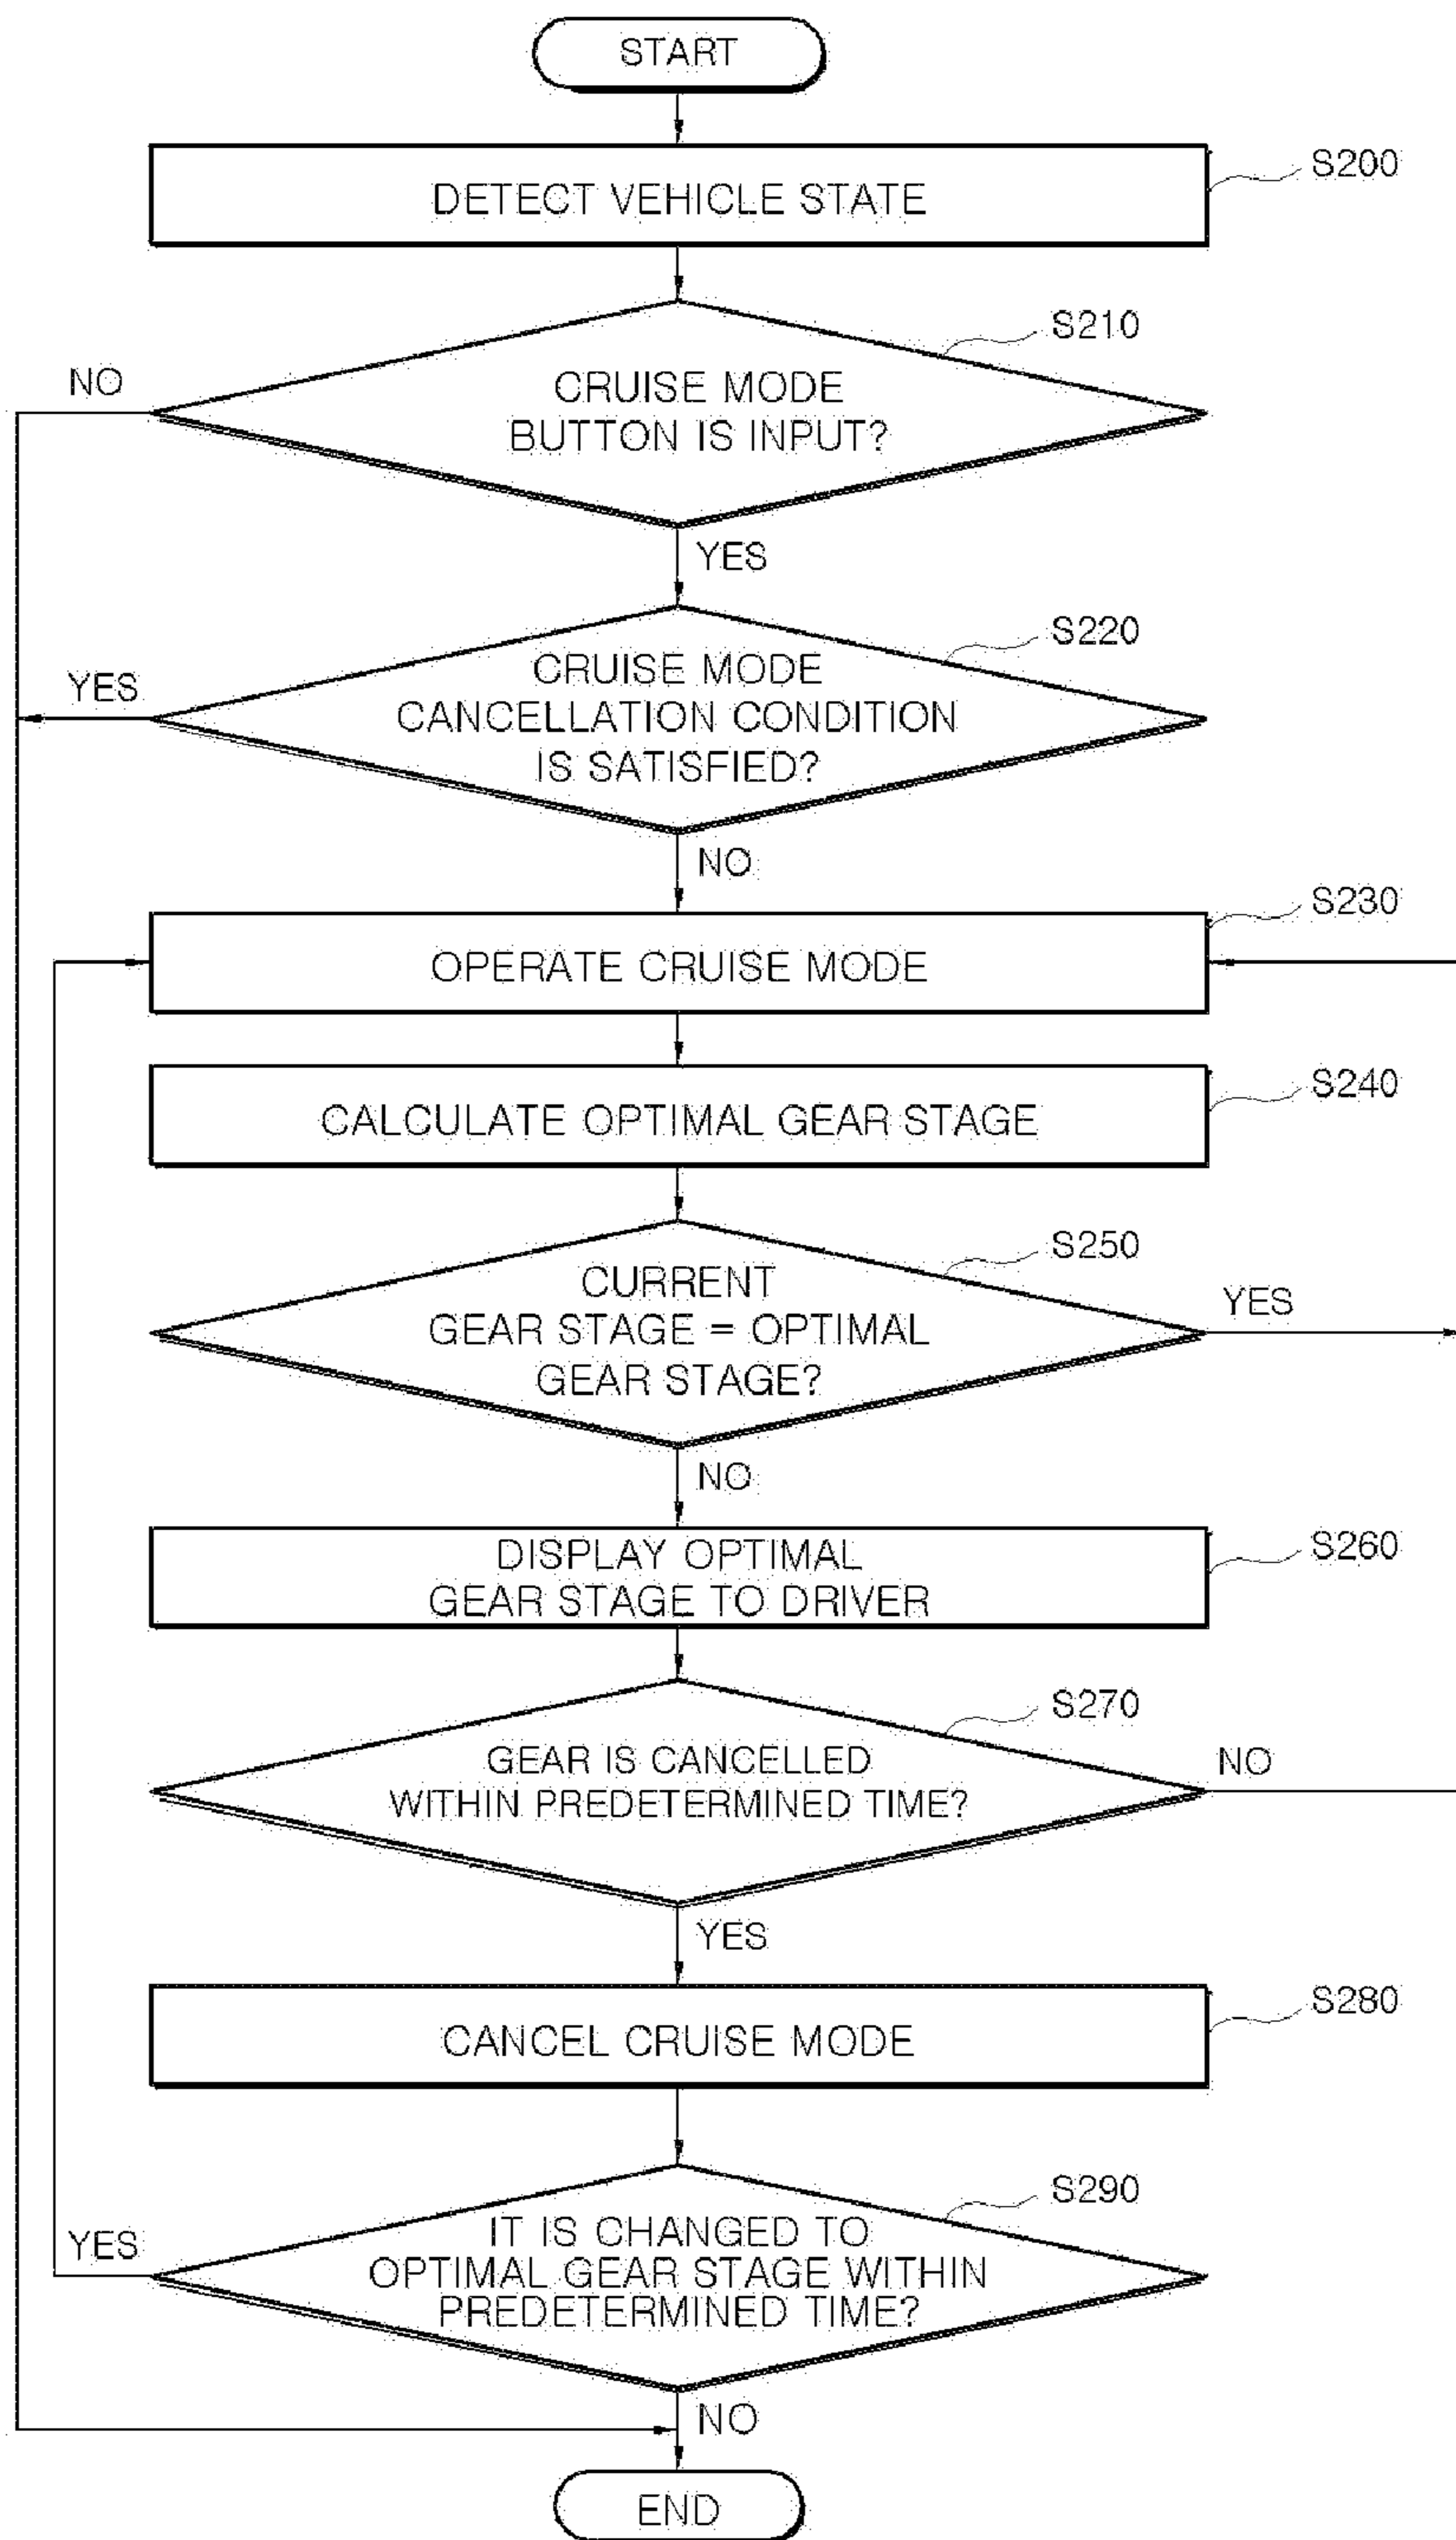 START
DETECT VEHICLE STATE
S200
CRUISE MODE
BUTTON IS INPUT?
S210
NO
YES
CRUISE MODE
CANCELLATION CONDITION
IS SATISFIED?
S220
YES
NO
OPERATE CRUISE MODE
S230
CALCULATE OPTIMAL GEAR STAGE
S240
CURRENT
GEAR STAGE = OPTIMAL
GEAR STAGE?
S250
YES
NO
DISPLAY OPTIMAL
GEAR STAGE TO DRIVER
S260
GEAR IS CANCELLED
WITHIN PREDETERMINED TIME?
S270
NO
YES
CANCEL CRUISE MODE
S280
IT IS CHANGED TO
OPTIMAL GEAR STAGE WITHIN
PREDETERMINED TIME?
S290
YES
NO
END